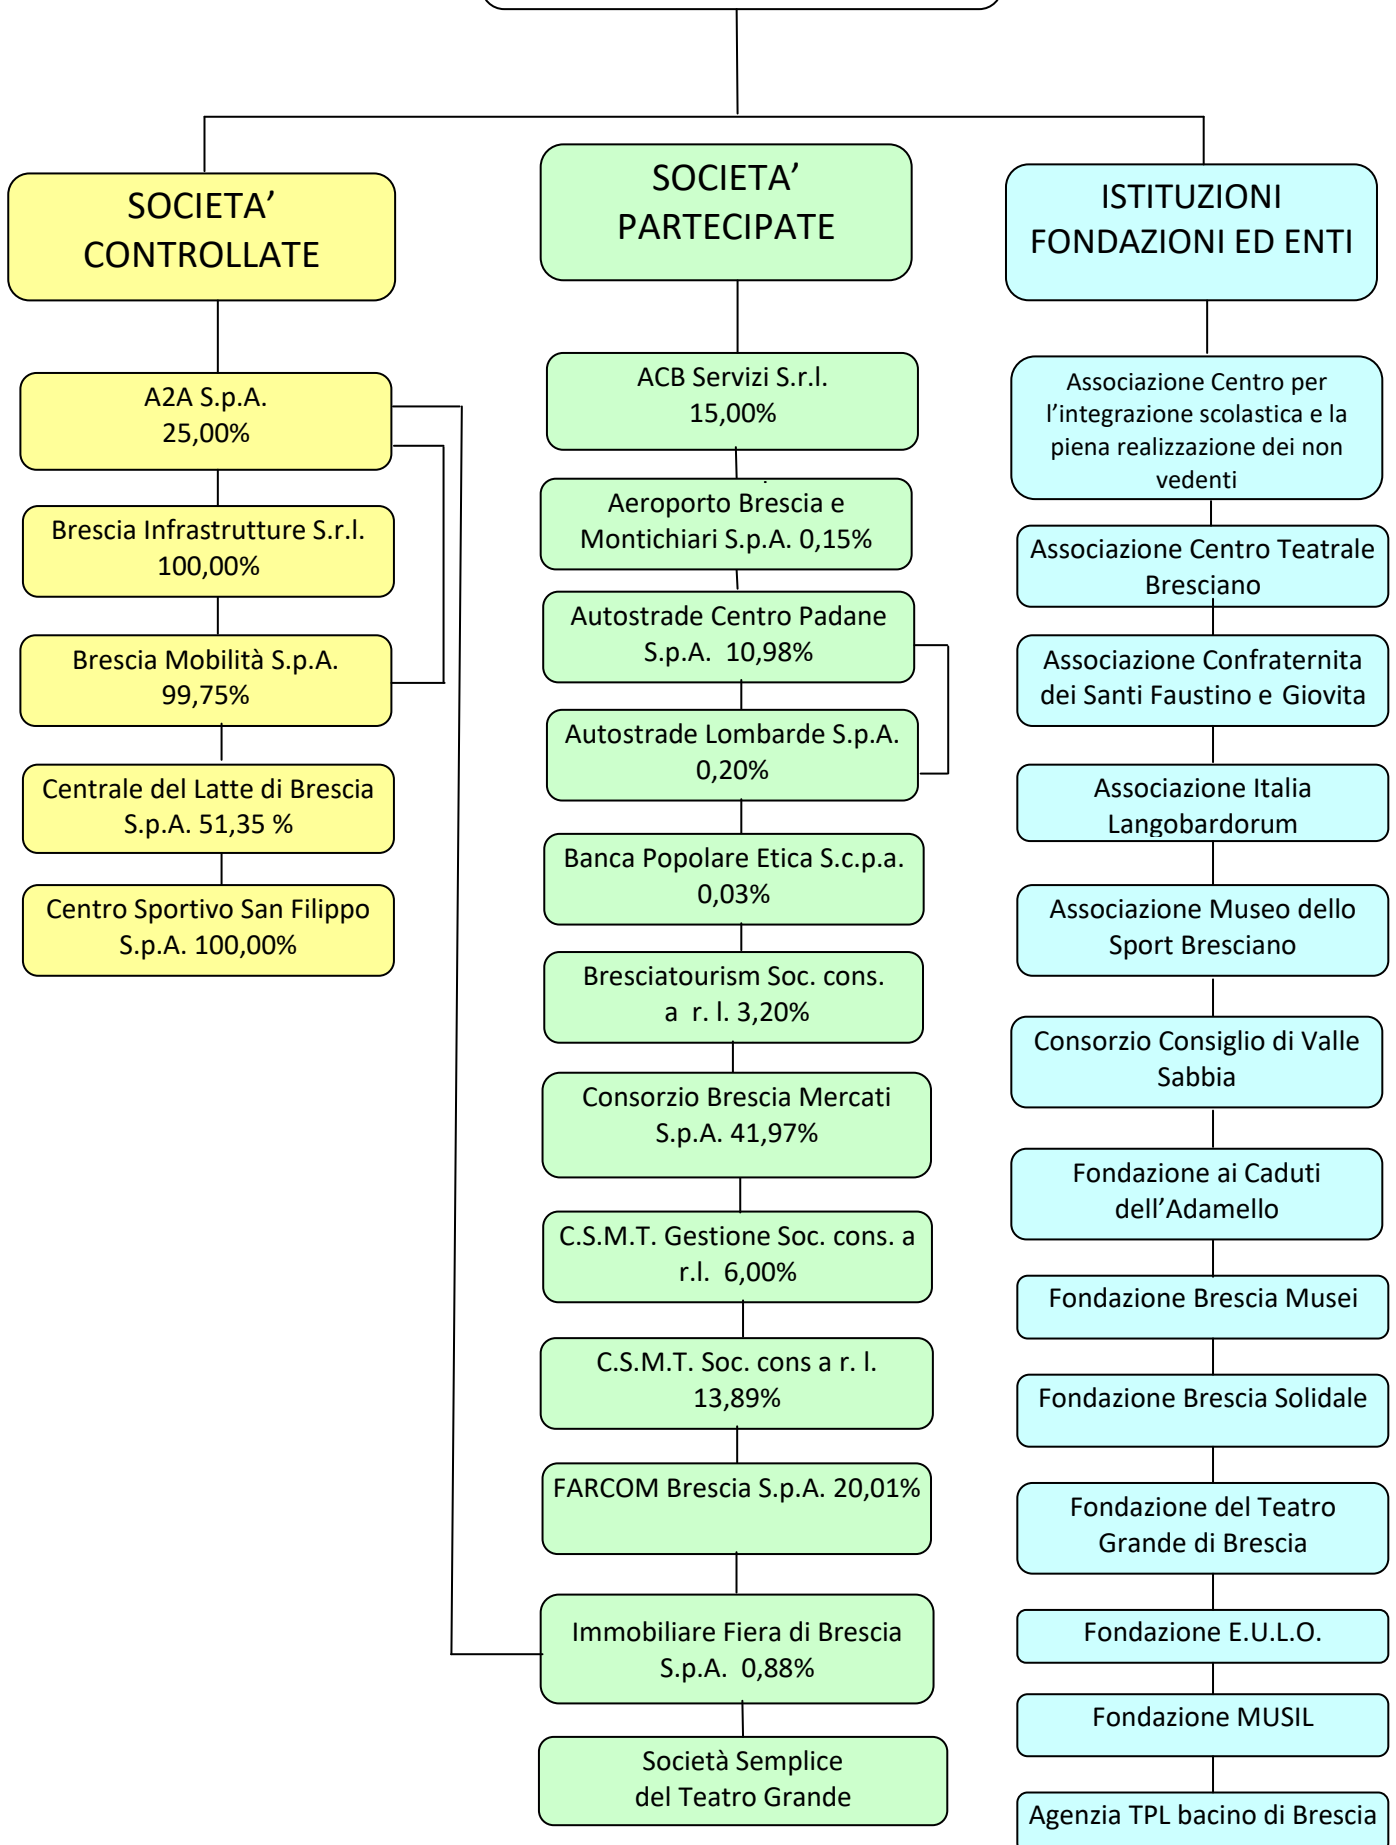 SOCIETA’
CONTROLLATE
A2A S.p.A.
25,00%
Brescia Infrastrutture S.r.l.
100,00%
Brescia Mobilità S.p.A.
99,75%
Centrale del Latte di Brescia
S.p.A. 51,35 %
Centro Sportivo San Filippo
S.p.A. 100,00%
SOCIETA’
PARTECIPATE
ACB Servizi S.r.l.
15,00%
Aeroporto Brescia e
Montichiari S.p.A. 0,15%
Autostrade Centro Padane
S.p.A. 10,98%
Autostrade Lombarde S.p.A.
0,20%
Banca Popolare Etica S.c.p.a.
0,03%
Bresciatourism Soc. cons.
a r. l. 3,20%
Consorzio Brescia Mercati
S.p.A. 41,97%
C.S.M.T. Gestione Soc. cons. a
r.l. 6,00%
C.S.M.T. Soc. cons a r. l.
13,89%
FARCOM Brescia S.p.A. 20,01%
Immobiliare Fiera di Brescia
S.p.A. 0,88%
Società Semplice
del Teatro Grande
ISTITUZIONI
FONDAZIONI ED ENTI
Associazione Centro per
l’integrazione scolastica e la
piena realizzazione dei non
vedenti
Associazione Centro Teatrale
Bresciano
Associazione Confraternita
dei Santi Faustino e Giovita
Associazione Italia
Langobardorum
Associazione Museo dello
Sport Bresciano
Consorzio Consiglio di Valle
Sabbia
Fondazione ai Caduti
dell’Adamello
Fondazione Brescia Musei
Fondazione Brescia Solidale
Fondazione del Teatro
Grande di Brescia
Fondazione E.U.L.O.
Fondazione MUSIL
Agenzia TPL bacino di Brescia